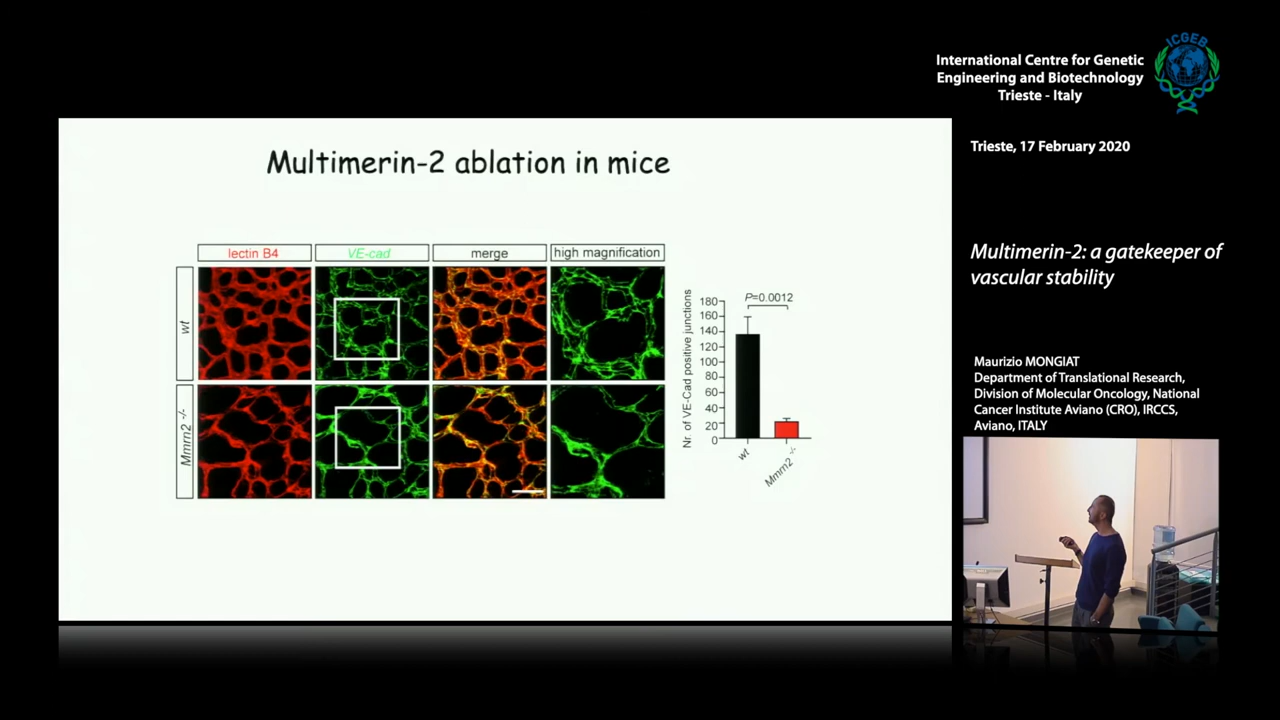 ICGEB
International Centre for Genetic
Engineering and Biotechnology
Trieste - Italy
Trieste, 17 February 2020
Multimerin-2: a gatekeeper of
vascular stability
Maurizio MONGIAT
Department of Translational Research,
Division of Molecular Oncology, National
Cancer Institute Aviano (CRO), IRCCS,
Aviano, ITALY
Multimerin-2 ablation in mice
lectin B4
VE-cad
merge
high magnification
wt
Mmrn2 -/-
Nr. of VE-Cad positive junctions
180
160
140
120
100
80
60
40
20
0
P=0.0012
wt
Mmrn2 -/-